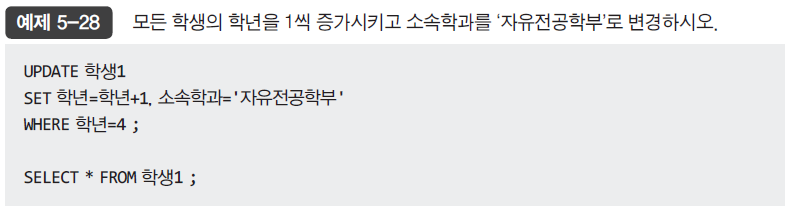 예제 5-28 모든 학생의 학년을 1씩 증가시키고 소속학과를 '자유전공학부'로 변경하시오.
UPDATE 학생1
SET 학년=학년+1, 소속학과='자유전공학부'
WHERE 학년=4 ;
SELECT * FROM 학생1 ;